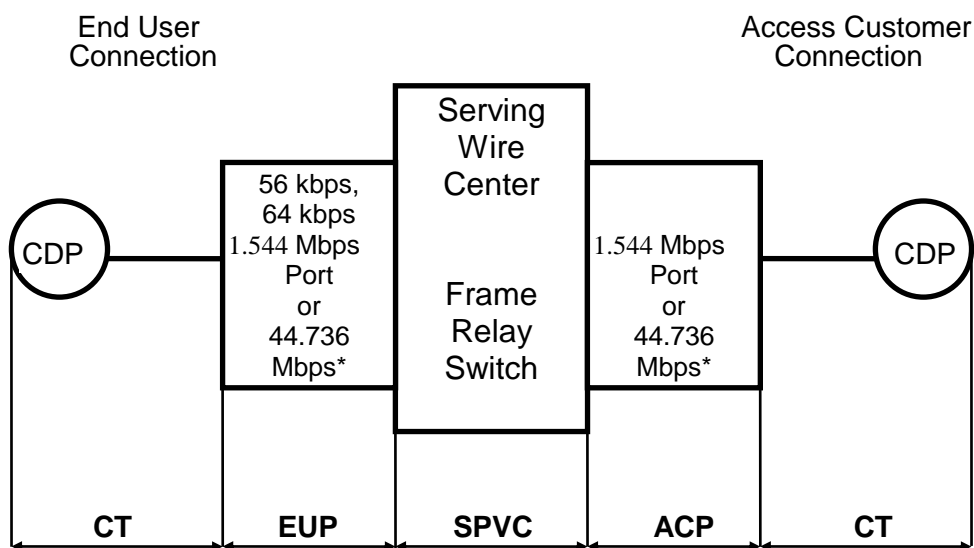 End User
Connection
Access Customer
Connection
Serving
Wire
Center
Frame
Relay
Switch
56 kbps,
64 kbps
1.544 Mbps
Port
or
44.736
Mbps*
1.544 Mbps
Port
or
44.736
Mbps*
CDP
CDP
CT
EUP
SPVC
ACP
CT